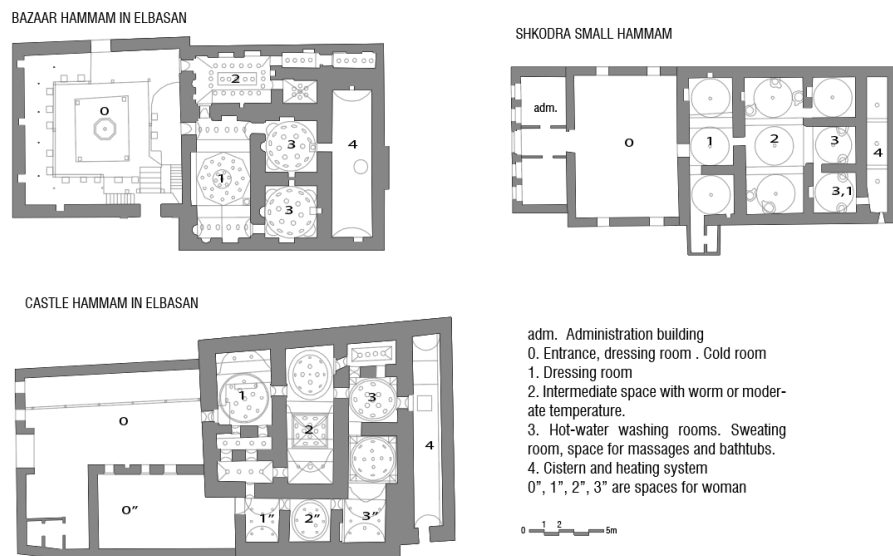 BAZAAR HAMMAM IN ELBASAN
0
2
1
3
3
4
SHKODRA SMALL HAMMAM
adm.
0
1
2
3
3,1
4
CASTLE HAMMAM IN ELBASAN
0
0”
1
2
3
4
1”
2”
3”
adm. Administration building
0. Entrance, dressing room . Cold room
1. Dressing room
2. Intermediate space with worm or moder-
ate temperature.
3. Hot-water washing rooms. Sweating
room, space for massages and bathtubs.
4. Cistern and heating system
0”, 1”, 2”, 3” are spaces for woman
0 1 2 5m